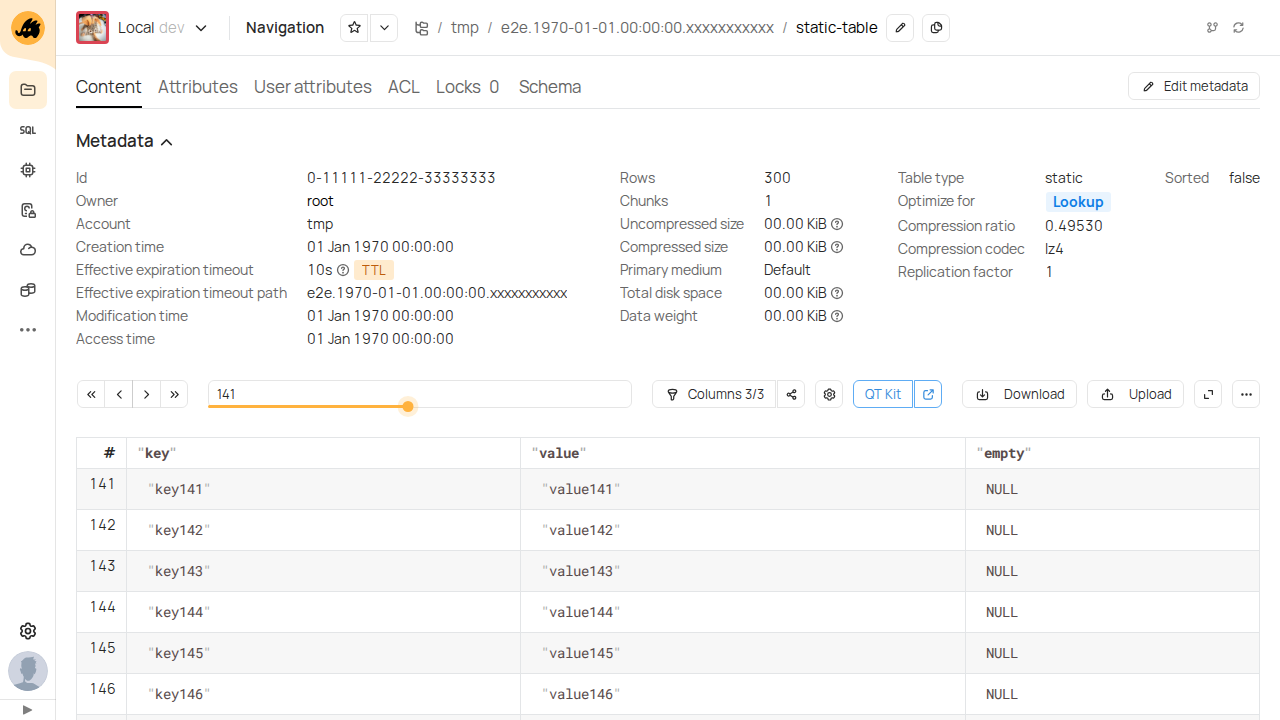 Local dev Navigation / tmp / e2e.1970-01-01.00:00:00.xxxxxxxxxxx / static-table
Content Attributes User attributes ACL Locks 0 Schema Edit metadata
SQL
Metadata
Id 0-11111-22222-33333333 Rows 300 Table type static Sorted false
Owner root Chunks 1 Optimize for Lookup
Account tmp Uncompressed size 00.00 KiB Compression ratio 0.49530
Creation time 01 Jan 1970 00:00:00 Compressed size 00.00 KiB Compression codec lz4
Effective expiration timeout 10s TTL Primary medium Default Replication factor 1
Effective expiration timeout path e2e.1970-01-01.00:00:00.xxxxxxxxxxx Total disk space 00.00 KiB
Modification time 01 Jan 1970 00:00:00 Data weight 00.00 KiB
Access time 01 Jan 1970 00:00:00
141 Columns 3/3 QT Kit Download Upload
# "key" "value" "empty"
141 "key141" "value141" NULL
142 "key142" "value142" NULL
143 "key143" "value143" NULL
144 "key144" "value144" NULL
145 "key145" "value145" NULL
146 "key146" "value146" NULL